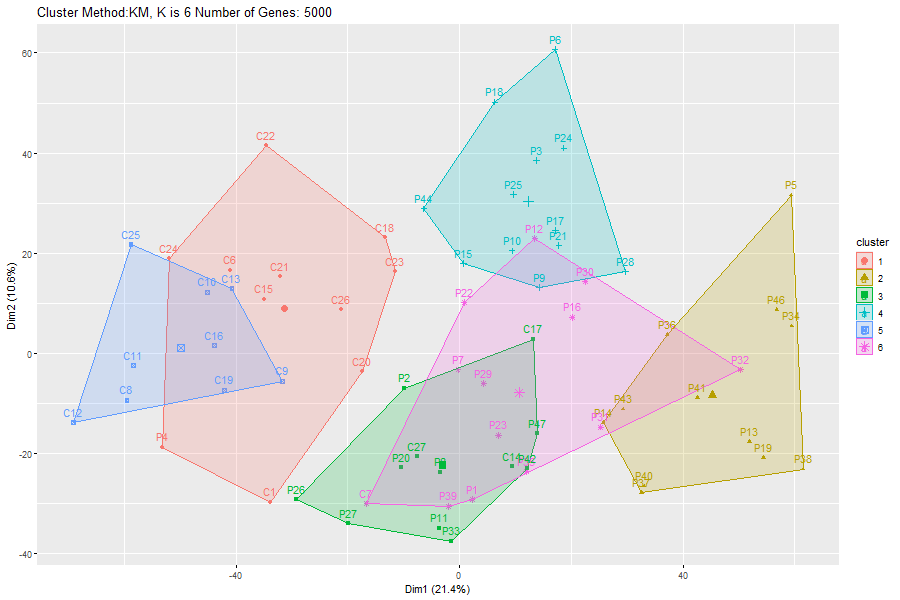 Cluster Method:KM, K is 6 Number of Genes: 5000
P6
60
P18
C22
P24
40
P3
P25
P5
P44
C18
P17
P12
C25
P21
P10
C24
20
P15
P28
C6
C23
C21
P30
C13
P9
C10
C15
P22
P46
C26
P16
P34
cluster
1
2
3
4
5
6
Dim2 (10.6%)
P36
C17
C16
0
C11
C20
P7
P32
C9
P29
P2
C19
P41
C8
P43
C12
P14
P47
P37
P4
P23
P13
-20
C27
P19
P20
C14
P42
P38
P40
C1
P26
C7
P39
P1
P27
P11
P33
-40
-40
0
40
Dim1 (21.4%)